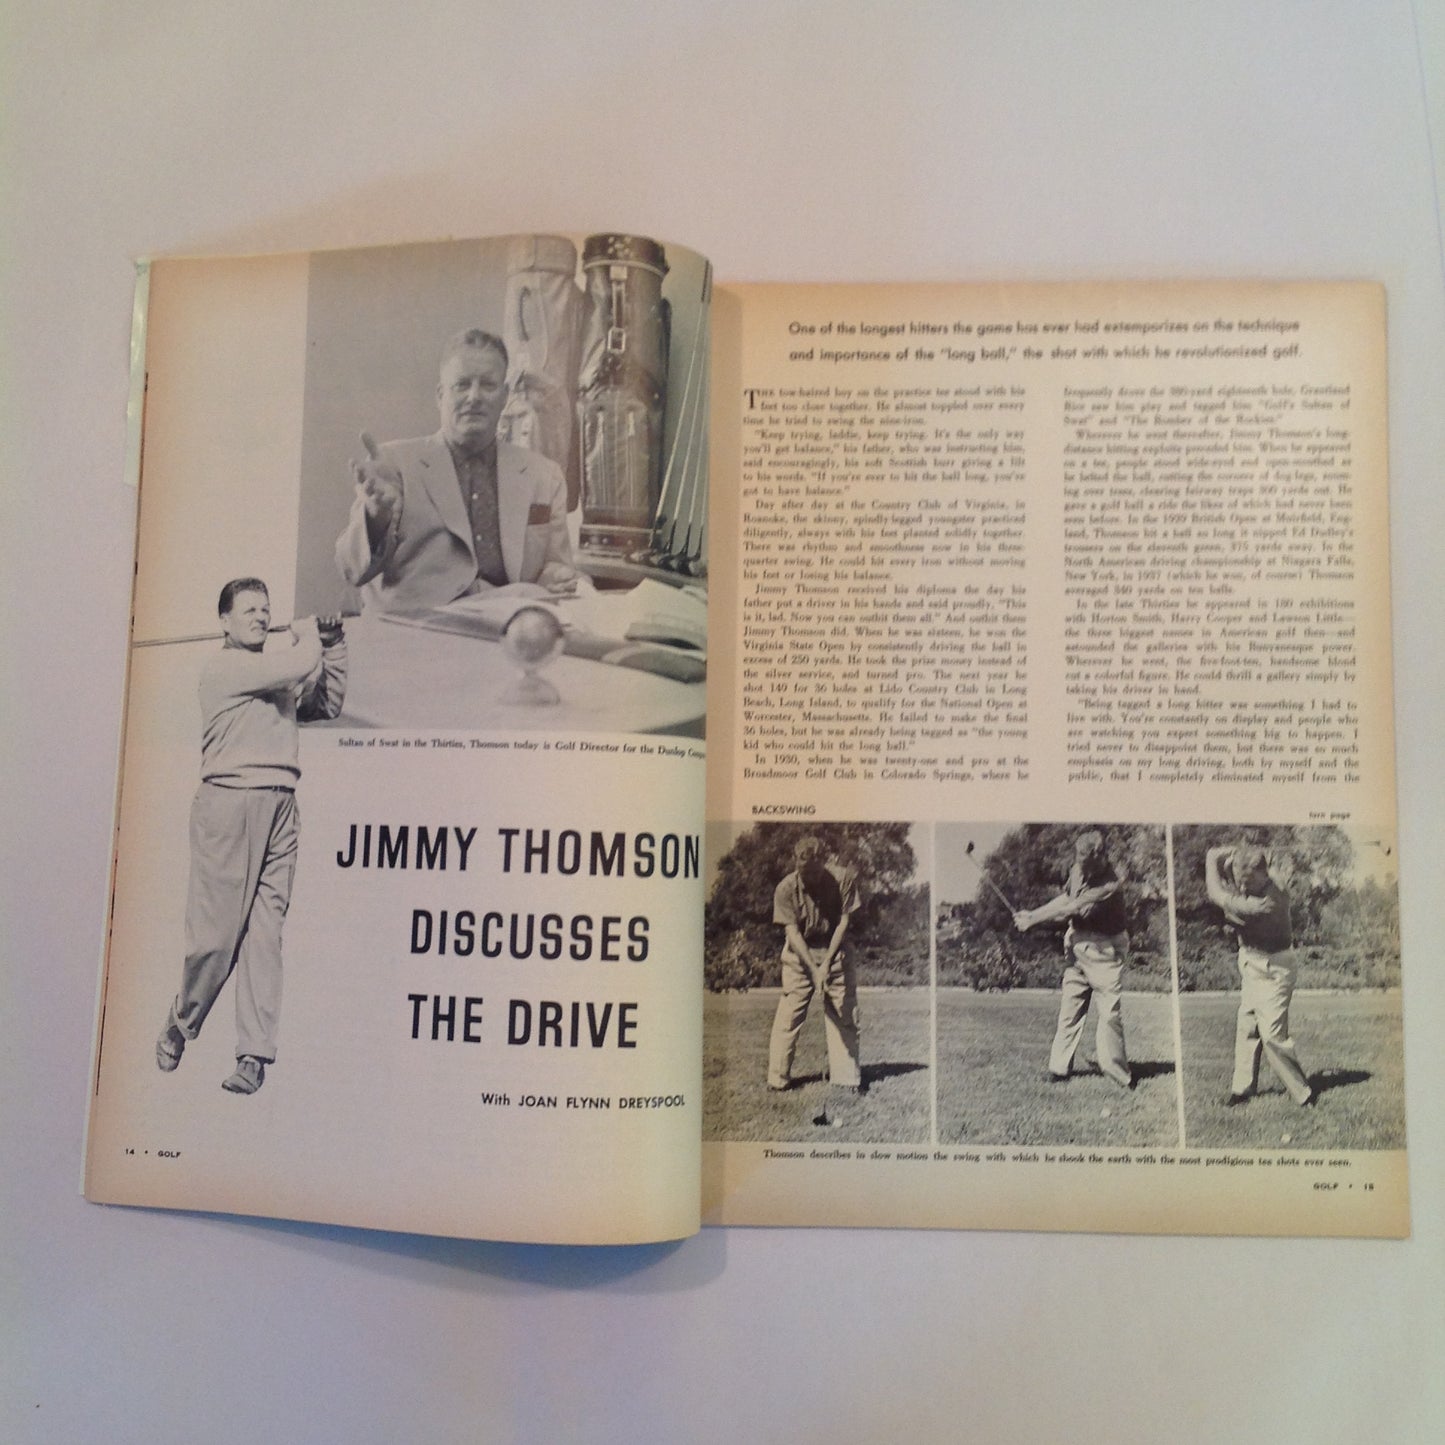 Sultan of Swat in the Thirties, Thomson today is Golf Director for the Dunlop
JIMMY THOMSON
DISCUSSES
THE DRIVE
With JOAN FLYNN DREYSPOOL
14 • GOLF
One of the longest hitters the game has ever had extemporizes on the technique
and importance of the "long ball," the shot with which he revolutionized golf.
THE tow-haired boy on the practice tee stood with his
feet too close together. He almost toppled over every
time he tried to swing the nine-iron.
"Keep trying, laddie, keep trying. It's the only way
you'll get balance," his father, who was instructing him,
said encouragingly, his soft Scottish burr giving a lilt
to his words. "If you're ever to hit the ball long, you've
got to have balance."
Day after day at the Country Club of Virginia, in
Roanoke, the skinny, spindly-legged youngster practiced
diligently, always with his feet planted solidly together.
There was rhythm and smoothness now in his three-
quarter swing. He could hit every iron without moving
his feet or losing his balance.
Jimmy Thomson received his diploma the day his
father put a driver in his hands and said proudly, "This
is it, lad. Now you can outhit them all." And outhit them
Jimmy Thomson did. When he was sixteen, he won the
Virginia State Open by consistently driving the ball in
excess of 250 yards. He took the prize money instead of
the silver service, and turned pro. The next year he
shot 149 for 36 holes at Lido Country Club in Long
Beach, Long Island, to qualify for the National Open at
Worcester, Massachusetts. He failed to make the final
36 holes, but he was already being tagged as "the young
kid who could hit the long ball."
In 1930, when he was twenty-one and pro at the
Broadmoor Golf Club in Colorado Springs, where he
frequently drove the eighteenth hole, Grantland
Rice saw him play and tagged him "Golf's Sultan of
Swat" and "The Bomber of the Rockies."
Wherever he went thereafter, Jimmy Thomson's long-
distance hitting exploits preceded him. When he appeared
on a tee, people stood wide-eyed and open-mouthed as
he belted the ball, cutting the corners of dog-legs, zoom-
ing over trees, clearing fairway traps 300 yards out. He
gave a golf ball a ride the likes of which had never been
seen before. In the British Open at Muirfield, Eng-
land, Thomson hit a ball so long it nipped Ed Dudley's
trousers on the eleventh green, 375 yards away. In the
North American driving championship at Niagara Falls,
New York, in 1937 (which he won, of course) Thomson
averaged 340 yards on ten balls.
In the late Thirties he appeared in exhibitions
with Horton Smith, Harry Cooper and Lawson Little—
the three biggest names in American golf then—and
astounded the galleries with his Bunyanesque power.
Wherever he went, the five-foot-ten, handsome blond
cut a colorful figure. He could thrill a gallery simply by
taking his driver in hand.
"Being tagged a long hitter was something I had to
live with. You're constantly on display and people who
are watching you expect something big to happen. I
tried never to disappoint them, but there was so much
emphasis on my long driving, both by myself and the
public, that I completely eliminated myself from the
BACKSWING
turn page
Thomson describes in slow motion the swing with which he shook the earth with the most prodigious tee shots ever seen.
GOLF • 15